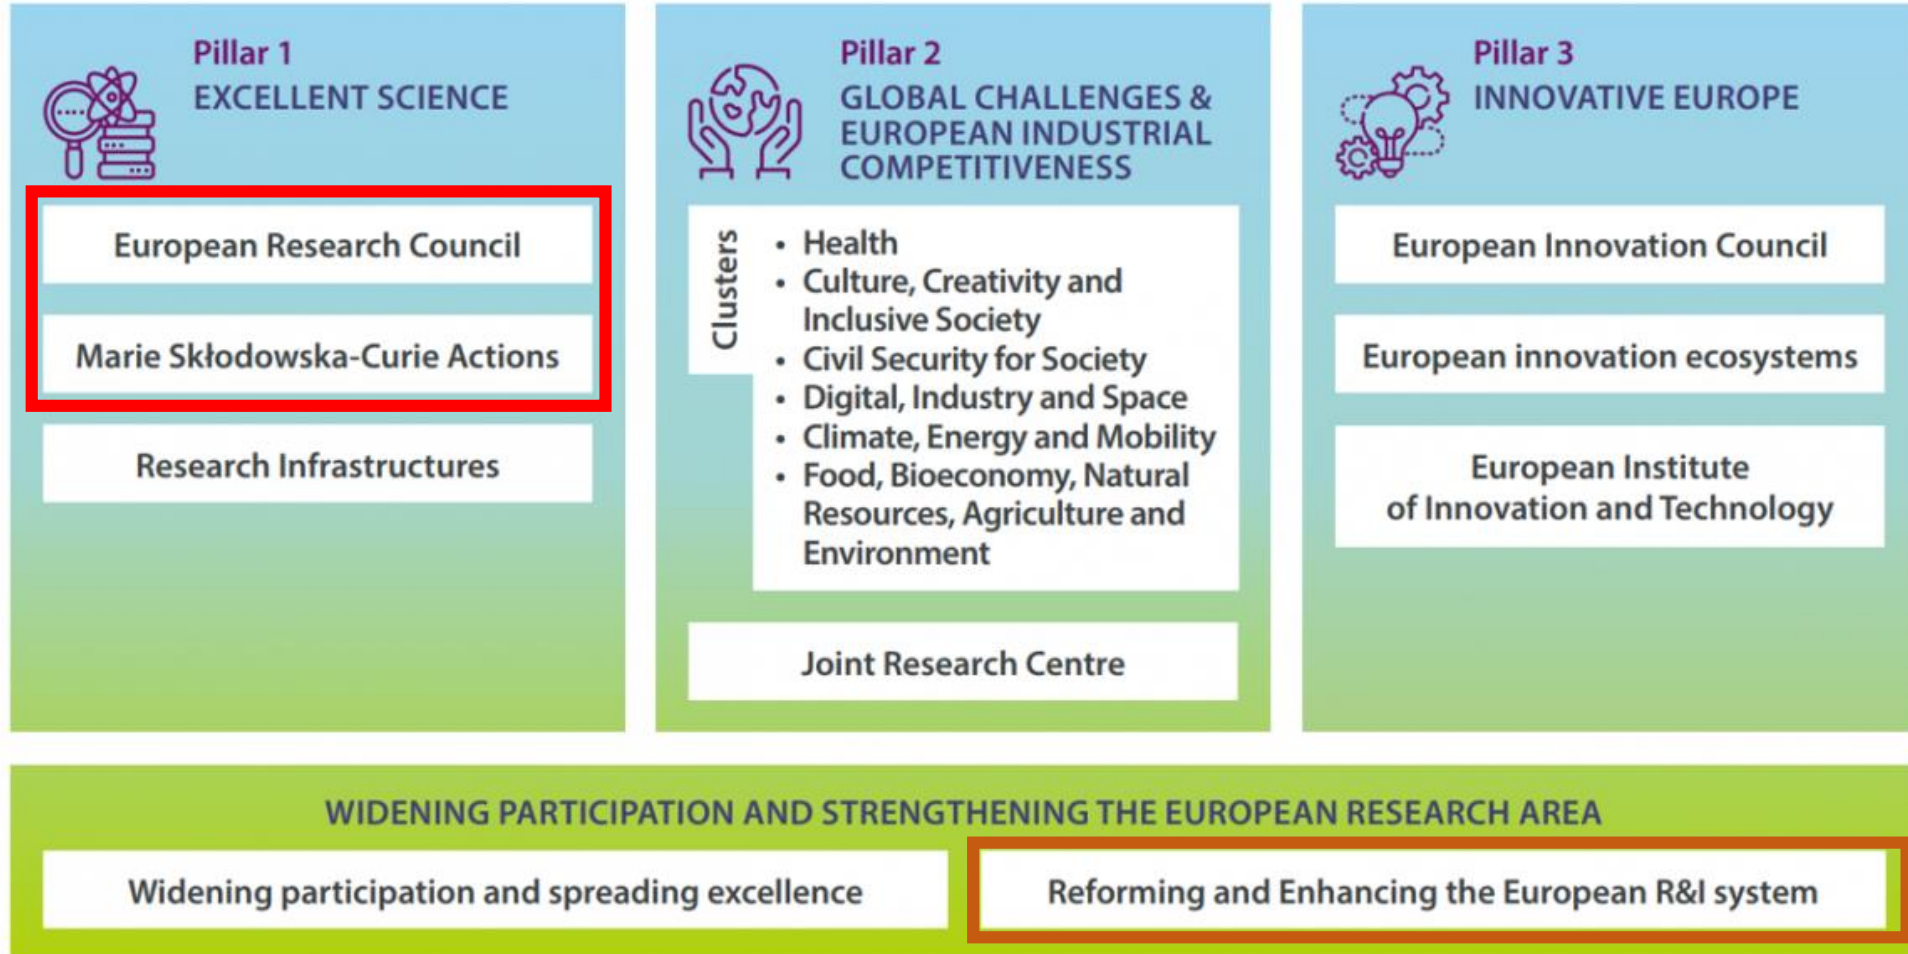 Pillar 1
EXCELLENT SCIENCE
European Research Council
Marie Skłodowska-Curie Actions
Research Infrastructures
Pillar 2
GLOBAL CHALLENGES &
EUROPEAN INDUSTRIAL
COMPETITIVENESS
Clusters
• Health
• Culture, Creativity and
Inclusive Society
• Civil Security for Society
• Digital, Industry and Space
• Climate, Energy and Mobility
• Food, Bioeconomy, Natural
Resources, Agriculture and
Environment
Joint Research Centre
Pillar 3
INNOVATIVE EUROPE
European Innovation Council
European innovation ecosystems
European Institute
of Innovation and Technology
WIDENING PARTICIPATION AND STRENGTHENING THE EUROPEAN RESEARCH AREA
Widening participation and spreading excellence
Reforming and Enhancing the European R&I system